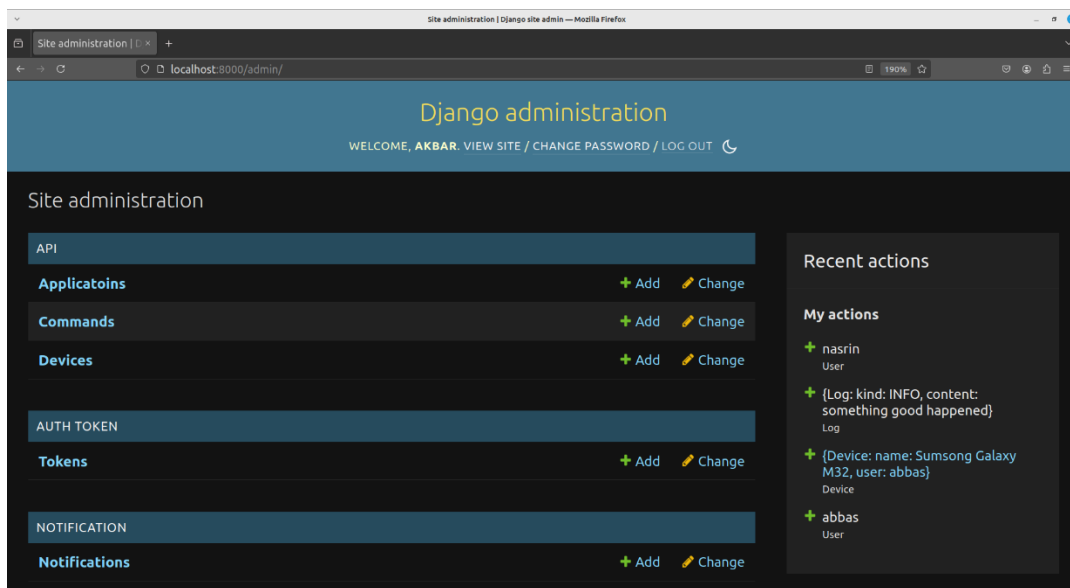 Site administration | Django site admin — Mozilla Firefox
Site administration | D
localhost:8000/admin/
190%
Django administration
WELCOME, AKBAR. VIEW SITE / CHANGE PASSWORD / LOG OUT
Site administration
API
Applicatoins Add Change
Commands Add Change
Devices Add Change
AUTH TOKEN
Tokens Add Change
NOTIFICATION
Notifications Add Change
Recent actions
My actions
nasrin
User
{Log: kind: INFO, content:
something good happened}
Log
{Device: name: Sumsong Galaxy
M32, user: abbas}
Device
abbas
User